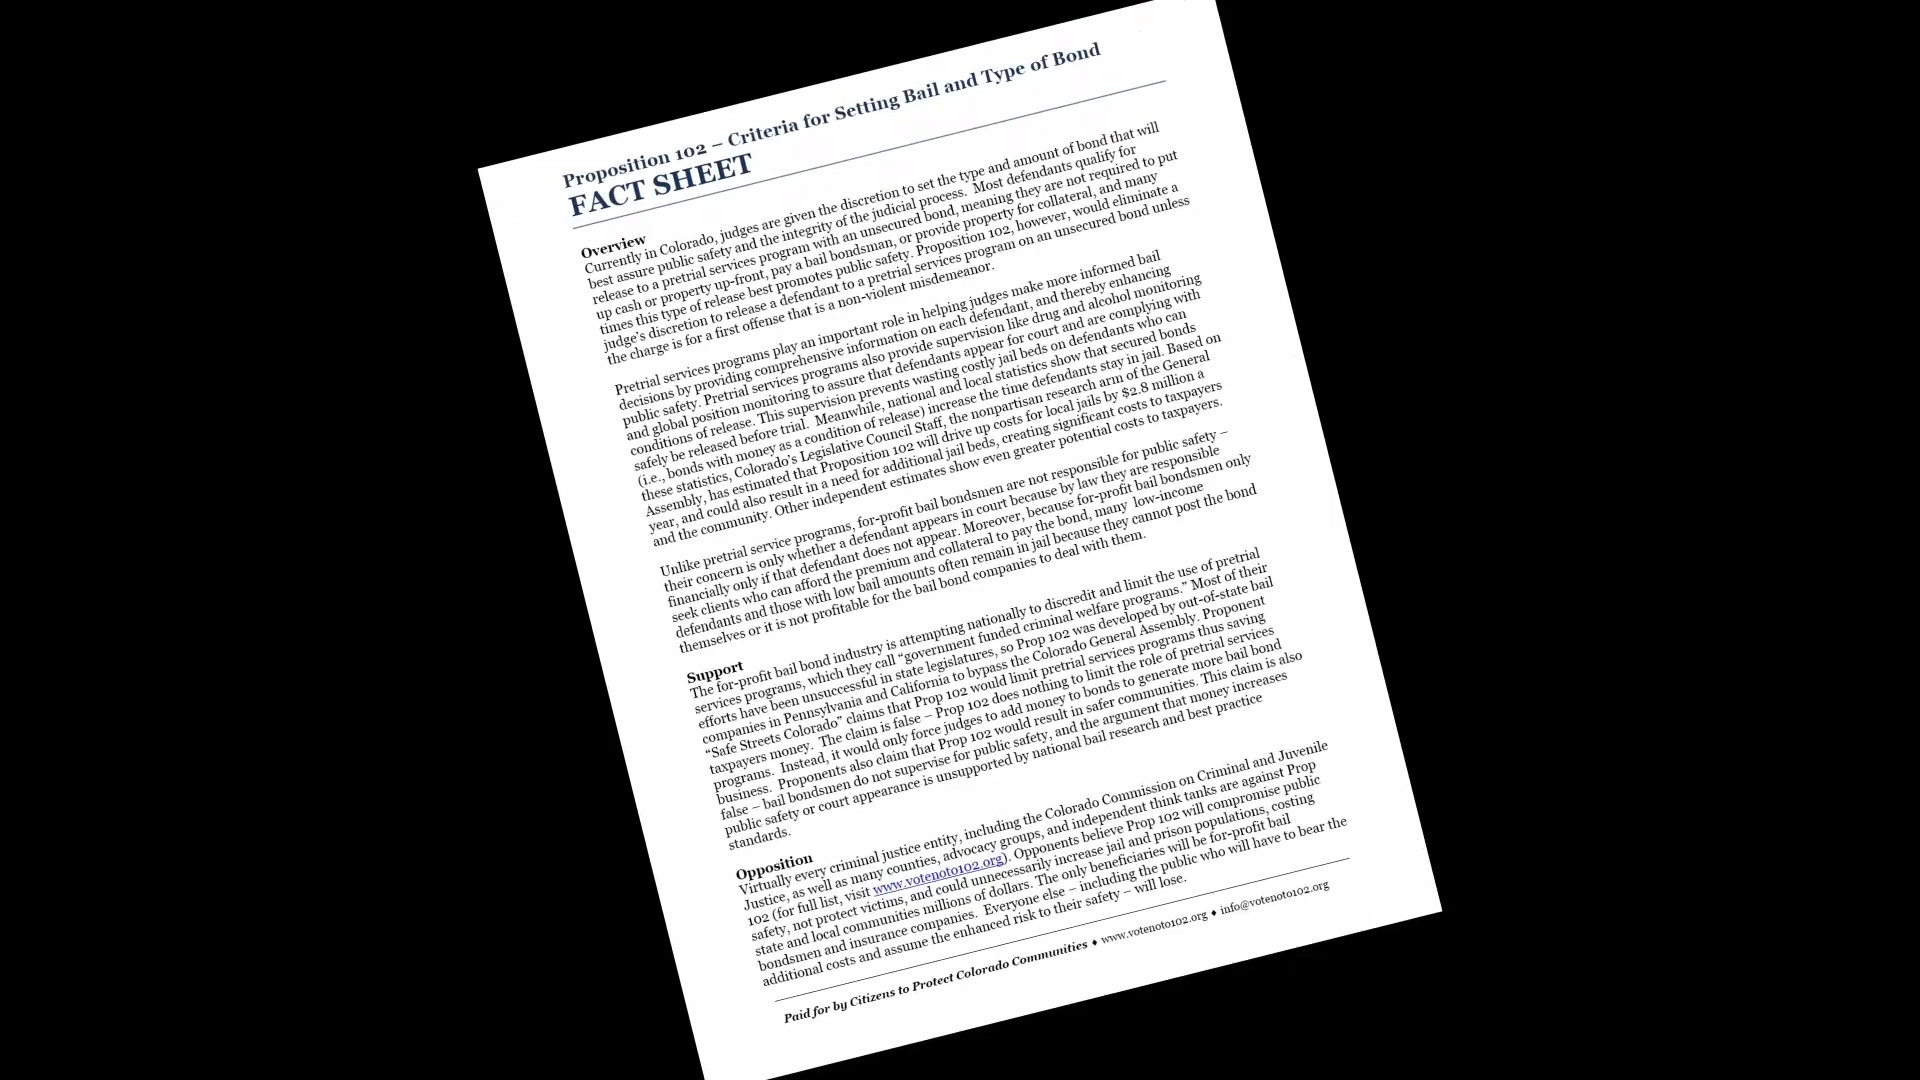 Proposition 102 – Criteria for Setting Bail and Type of Bond
FACT SHEET
Overview
Currently in Colorado, judges are given the discretion to set the type and amount of bond that will
best assure public safety and the integrity of the judicial process.  Most defendants qualify for
release to a pretrial services program with an unsecured bond, meaning they are not required to put
up cash or property up-front, pay a bail bondsman, or provide property for collateral, and many
times this type of release best promotes public safety. Proposition 102, however, would eliminate a
judge's discretion to release a defendant to a pretrial services program on an unsecured bond unless
the charge is for a first offense that is a non-violent misdemeanor.
Pretrial services programs play an important role in helping judges make more informed bail
decisions by providing comprehensive information on each defendant, and thereby enhancing
public safety. Pretrial services programs also provide supervision like drug and alcohol monitoring
and global position monitoring to assure that defendants appear for court and are complying with
conditions of release. This supervision prevents wasting costly jail beds on defendants who can
safely be released before trial.  Meanwhile, national and local statistics show that secured bonds
(i.e., bonds with money as a condition of release) increase the time defendants stay in jail. Based on
these statistics, Colorado's Legislative Council Staff, the nonpartisan research arm of the General
Assembly, has estimated that Proposition 102 will drive up costs for local jails by $2.8 million a
year, and could also result in a need for additional jail beds, creating significant costs to taxpayers
and the community. Other independent estimates show even greater potential costs to taxpayers.
Unlike pretrial service programs, for-profit bail bondsmen are not responsible for public safety –
their concern is only whether a defendant appears in court because by law they are responsible
financially only if that defendant does not appear. Moreover, because for-profit bail bondsmen only
seek clients who can afford the premium and collateral to pay the bond, many  low-income
defendants and those with low bail amounts often remain in jail because they cannot post the bond
themselves or it is not profitable for the bail bond companies to deal with them.
Support
The for-profit bail bond industry is attempting nationally to discredit and limit the use of pretrial
services programs, which they call “government funded criminal welfare programs.” Most of their
efforts have been unsuccessful in state legislatures, so Prop 102 was developed by out-of-state bail
companies in Pennsylvania and California to bypass the Colorado General Assembly. Proponent
“Safe Streets Colorado” claims that Prop 102 would limit pretrial services programs thus saving
taxpayers money.  The claim is false – Prop 102 does nothing to limit the role of pretrial services
programs.  Instead, it would only force judges to add money to bonds to generate more bail bond
business.  Proponents also claim that Prop 102 would result in safer communities. This claim is also
false – bail bondsmen do not supervise for public safety, and the argument that money increases
public safety or court appearance is unsupported by national bail research and best practice
standards.
Opposition
Virtually every criminal justice entity, including the Colorado Commission on Criminal and Juvenile
Justice, as well as many counties, advocacy groups, and independent think tanks are against Prop
102 (for full list, visit www.votenoto102.org). Opponents believe Prop 102 will compromise public
safety, not protect victims, and could unnecessarily increase jail and prison populations, costing
state and local communities millions of dollars. The only beneficiaries will be for-profit bail
bondsmen and insurance companies.  Everyone else – including the public who will have to bear the
additional costs and assume the enhanced risk to their safety – will lose.
Paid for by Citizens to Protect Colorado Communities ♦ www.votenoto102.org ♦ info@votenoto102.org